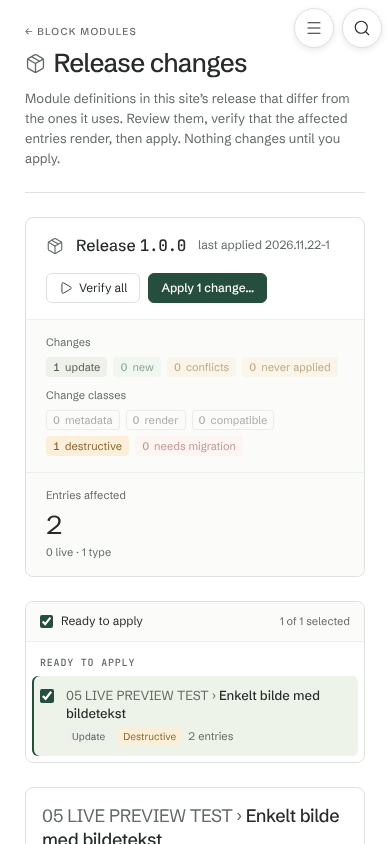 ← BLOCK MODULES
Release changes
Module definitions in this site's release that differ from
the ones it uses. Review them, verify that the affected
entries render, then apply. Nothing changes until you
apply.
Release 1.0.0 last applied 2026.11.22-1
Verify all Apply 1 change...
Changes
1 update 0 new 0 conflicts 0 never applied
Change classes
0 metadata 0 render 0 compatible
1 destructive 0 needs migration
Entries affected
2
0 live · 1 type
Ready to apply 1 of 1 selected
READY TO APPLY
05 LIVE PREVIEW TEST › Enkelt bilde med
bildetekst
Update Destructive 2 entries
05 LIVE PREVIEW TEST › Enkelt bilde
med bildetekst